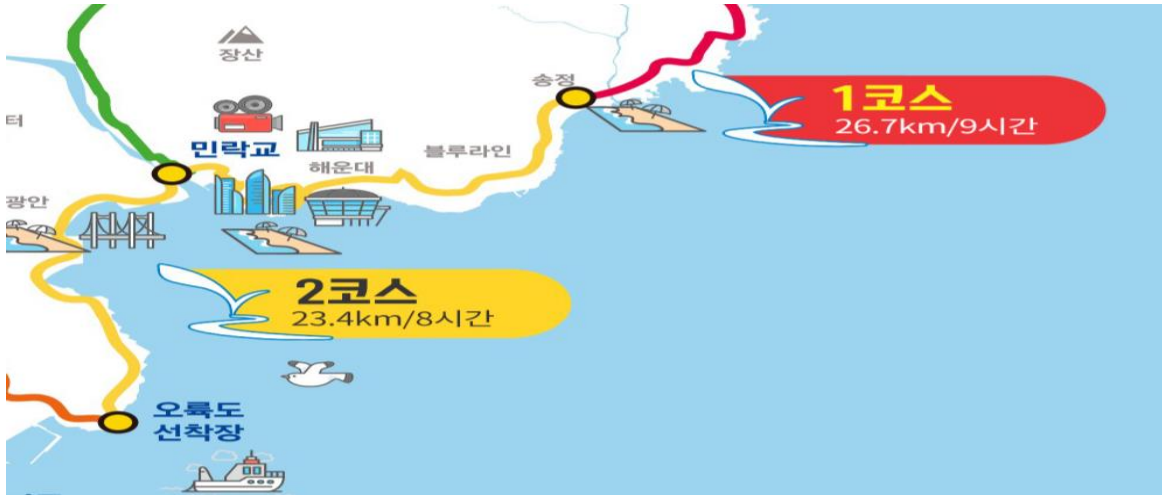 장산
송정
1코스
26.7km/9시간
터
민락교
블루라인
해운대
광안
2코스
23.4km/8시간
오륙도
선착장